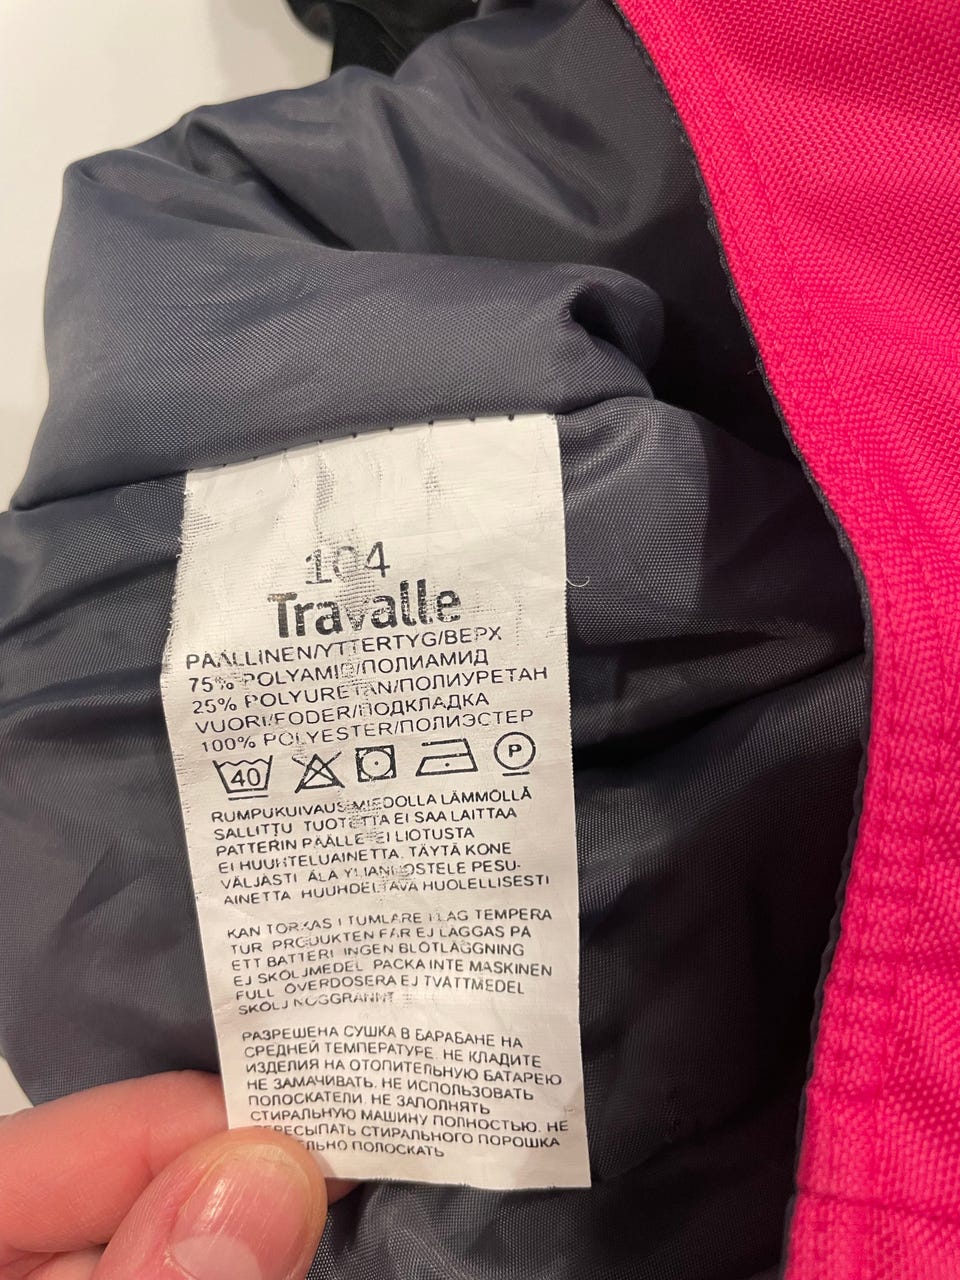 104
Travalle
PÄÄLLINEN/YTTERTYG/ВЕРХ
75% POLYAMID/ПОЛИАМИД
25% POLYURETAN/ПОЛИУРЕТАН
VUORI/FODER/ПОДКЛАДКА
100% POLYESTER/ПОЛИЭСТЕР
40 P
RUMPUKUIVAUS MIEDOLLA LÄMMÖLLÄ
SALLITTU TUOTETTA EI SAA LAITTAA
PATTERIN PÄÄLLE EI LIOTUSTA
EI HUUHTELUAINETTA. TÄYTÄ KONE
VÄLJÄSTI ÄLÄ YLIANNOSTELE PESU-
AINETTA HUUHDELTAVA HUOLELLISESTI
KAN TORKAS I TUMLARE I LAG TEMPERA
TUR PRODUKTEN FÅR EJ LÄGGAS PÅ
ETT BATTERI INGEN BLÖTLÄGGNING
EJ SKÖLJMEDEL PACKA INTE MASKINEN
FULL ÖVERDOSERA EJ TVÄTTMEDEL
SKÖLJ NOGGRANNT
РАЗРЕШЕНА СУШКА В БАРАБАНЕ НА
СРЕДНЕЙ ТЕМПЕРАТУРЕ. НЕ КЛАДИТЕ
ИЗДЕЛИЯ НА ОТОПИТЕЛЬНУЮ БАТАРЕЮ
НЕ ЗАМАЧИВАТЬ. НЕ ИСПОЛЬЗОВАТЬ
ПОЛОСКАТЕЛИ. НЕ ЗАПОЛНЯТЬ
СТИРАЛЬНУЮ МАШИНУ ПОЛНОСТЬЮ. НЕ
ПЕРЕСЫПАТЬ СТИРАЛЬНОГО ПОРОШКА
ПОЛОСКАТЬ